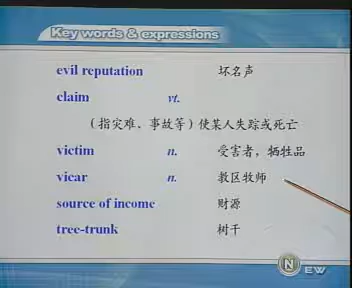 Key words & expressions
evil reputation 坏名声
claim vt.
（指灾难、事故等）使某人失踪或死亡
victim n. 受害者，牺牲品
vicar n. 教区牧师
source of income 财源
tree-trunk 树干
N EW